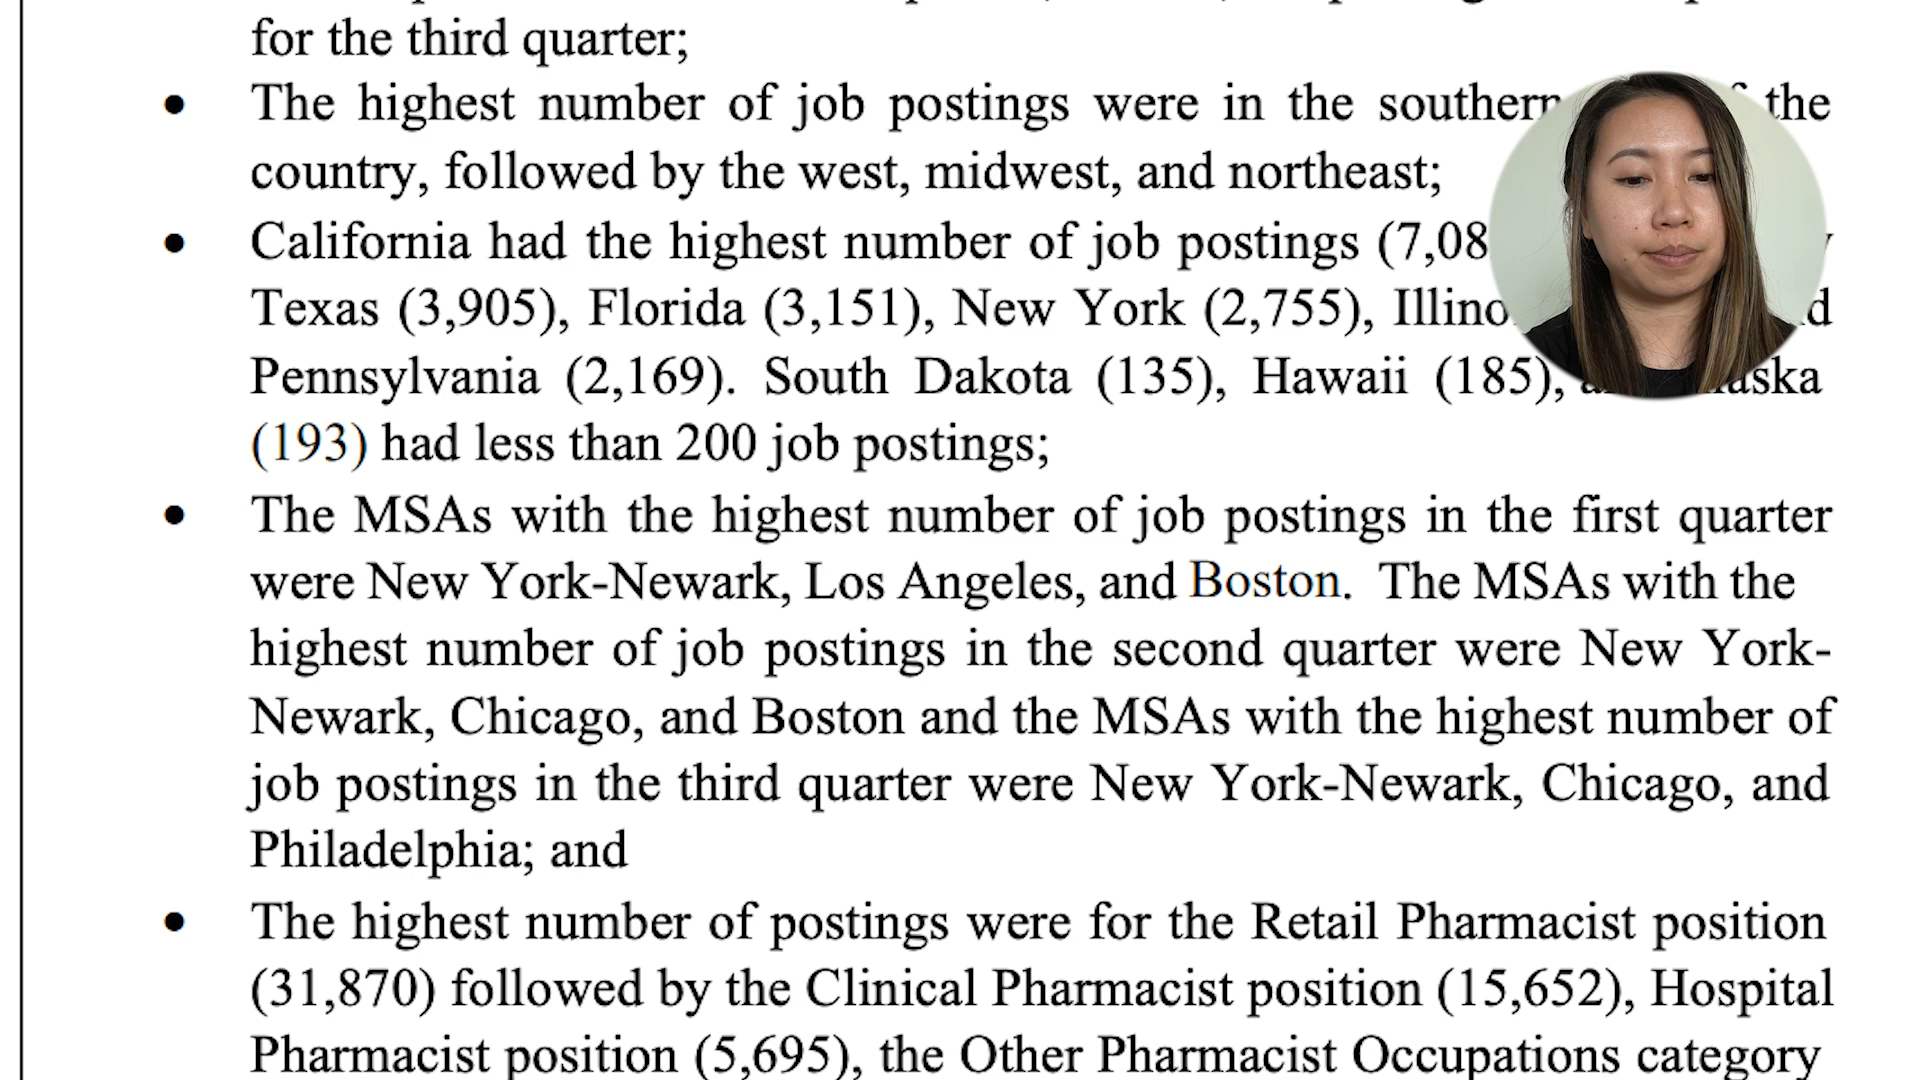 for the third quarter;
• The highest number of job postings were in the southern the
country, followed by the west, midwest, and northeast;
• California had the highest number of job postings (7,08
Texas (3,905), Florida (3,151), New York (2,755),
Pennsylvania (2,169). South Dakota (135), Hawaii (185),
(193) had less than 200 job postings;
• The MSAs with the highest number of job postings in the first quarter
were New York-Newark, Los Angeles, and Boston. The MSAs with the
highest number of job postings in the second quarter were New York-
Newark, Chicago, and Boston and the MSAs with the highest number of
job postings in the third quarter were New York-Newark, Chicago, and
Philadelphia; and
• The highest number of postings were for the Retail Pharmacist position
(31,870) followed by the Clinical Pharmacist position (15,652), Hospital
Pharmacist position (5,695), the Other Pharmacist Occupations category